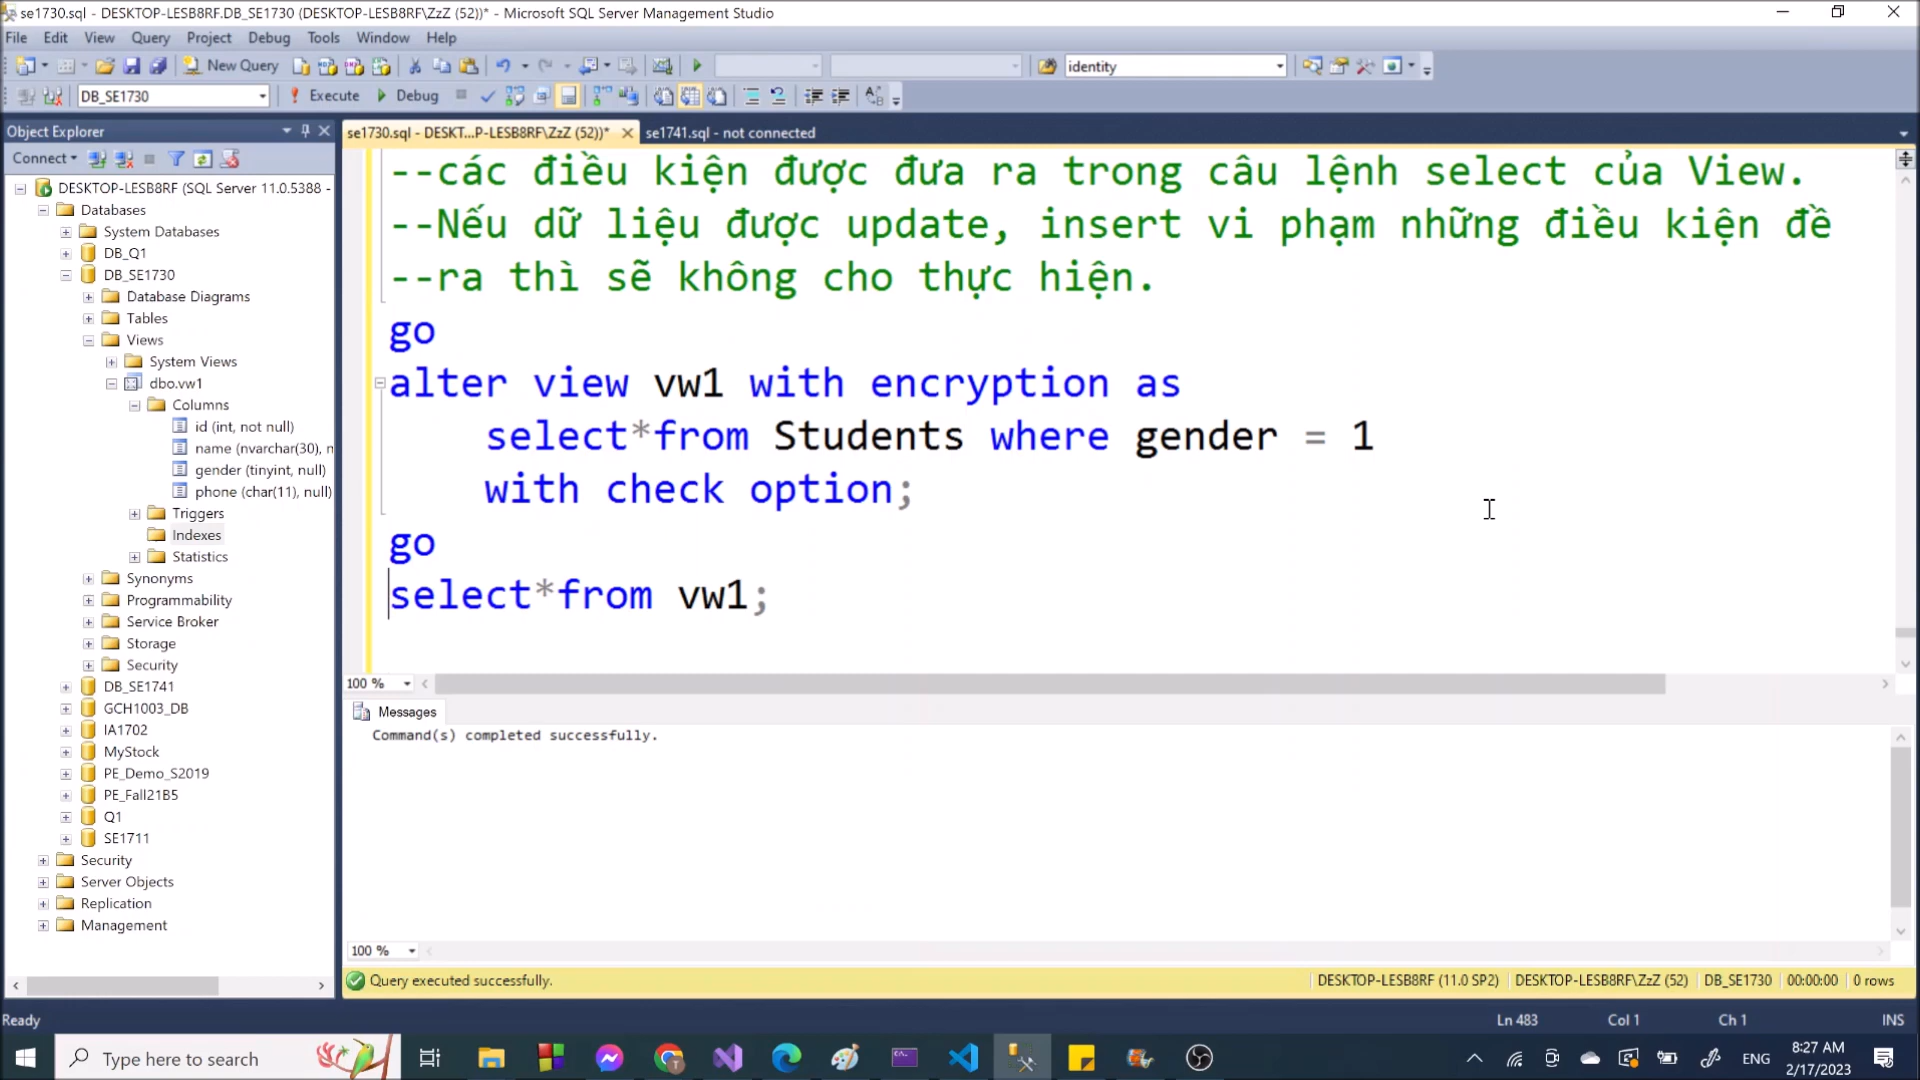 se1730.sql - DESKTOP-LESB8RF.DB_SE1730 (DESKTOP-LESB8RF\ZzZ (52))* - Microsoft SQL Server Management Studio
File Edit View Query Project Debug Tools Window Help
New Query identity
DB_SE1730 Execute Debug
Object Explorer
se1730.sql - DESKT...P-LESB8RF\ZzZ (52))* se1741.sql - not connected
Connect
DESKTOP-LESB8RF (SQL Server 11.0.5388 -
Databases
System Databases
DB_Q1
DB_SE1730
Database Diagrams
Tables
Views
System Views
dbo.vw1
Columns
id (int, not null)
name (nvarchar(30), n
gender (tinyint, null)
phone (char(11), null)
Triggers
Indexes
Statistics
Synonyms
Programmability
Service Broker
Storage
Security
DB_SE1741
GCH1003_DB
IA1702
MyStock
PE_Demo_S2019
PE_Fall21B5
Q1
SE1711
Security
Server Objects
Replication
Management
--các điều kiện được đưa ra trong câu lệnh select của View.
--Nếu dữ liệu được update, insert vi phạm những điều kiện đề
--ra thì sẽ không cho thực hiện.
go
alter view vw1 with encryption as
select*from Students where gender = 1
with check option;
go
select*from vw1;
100 %
Messages
Command(s) completed successfully.
100 %
Query executed successfully. DESKTOP-LESB8RF (11.0 SP2) DESKTOP-LESB8RF\ZzZ (52) DB_SE1730 00:00:00 0 rows
Ready Ln 483 Col 1 Ch 1 INS
Type here to search
ENG
8:27 AM
2/17/2023